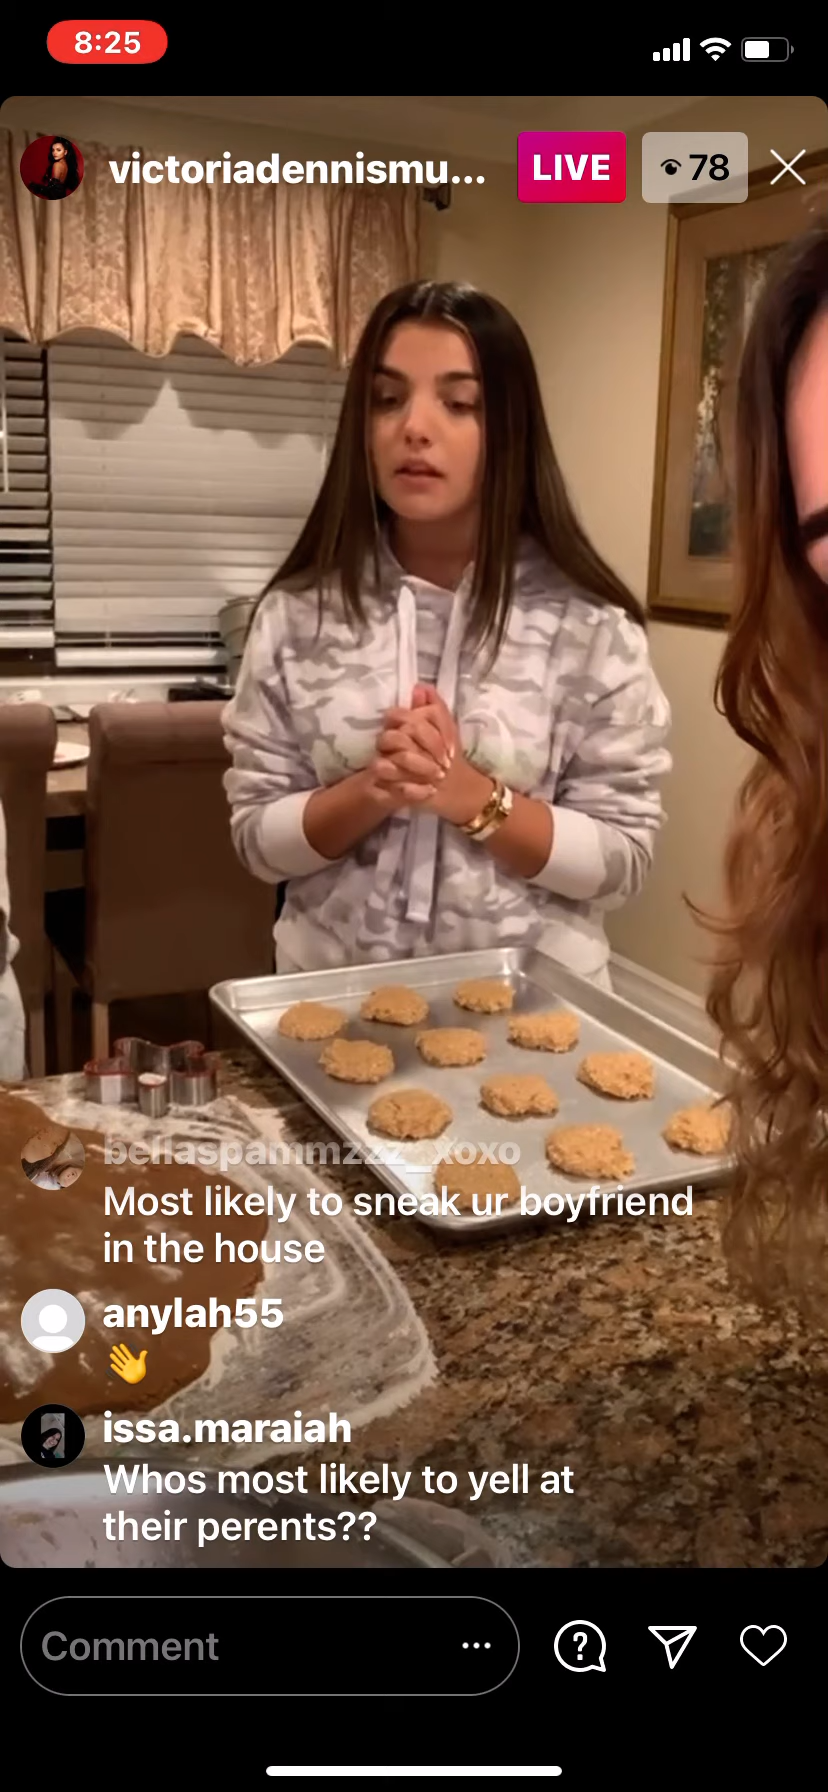 8:25
victoriadennismu...
LIVE
78
bellaspammzzz_xoxo
Most likely to sneak ur boyfriend
in the house
anylah55
👋
issa.maraiah
Whos most likely to yell at
their perents??
Comment